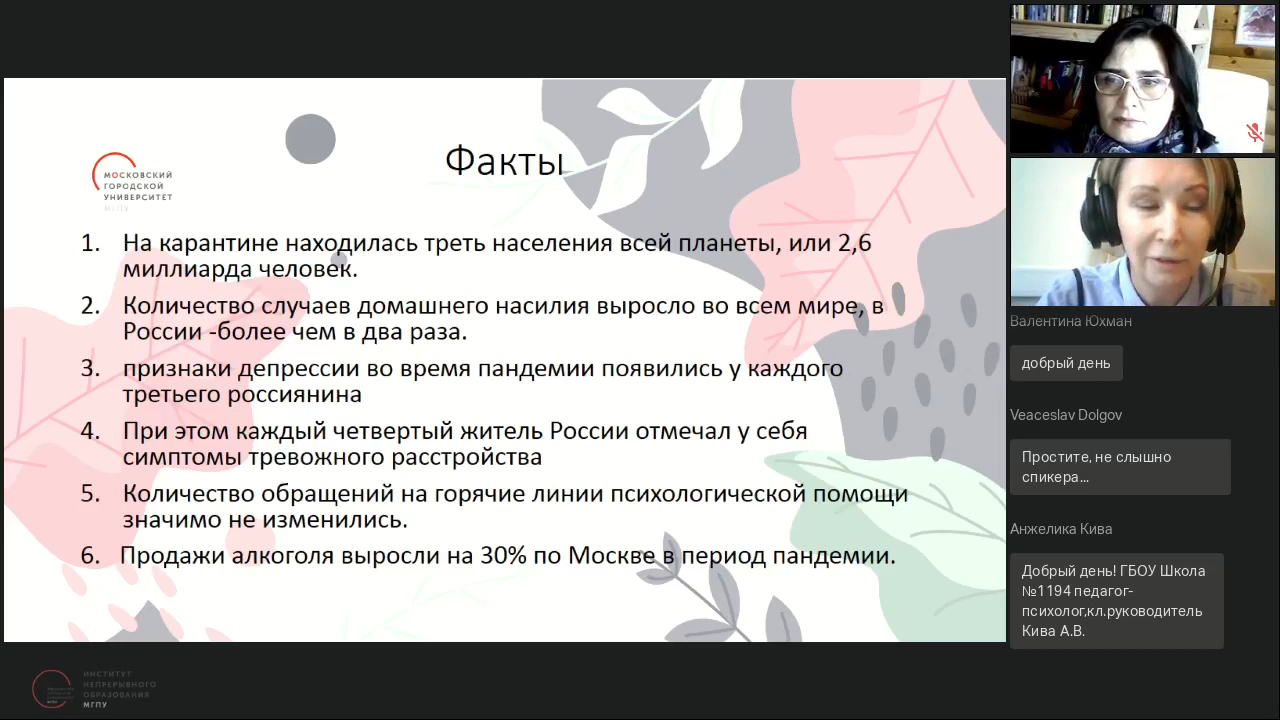 МОСКОВСКИЙ
ГОРОДСКОЙ
УНИВЕРСИТЕТ
МГПУ
Факты
1. На карантине находилась треть населения всей планеты, или 2,6
миллиарда человек.
2. Количество случаев домашнего насилия выросло во всем мире, в
России -более чем в два раза.
3. признаки депрессии во время пандемии появились у каждого
третьего россиянина
4. При этом каждый четвертый житель России отмечал у себя
симптомы тревожного расстройства
5. Количество обращений на горячие линии психологической помощи
значимо не изменились.
6. Продажи алкоголя выросли на 30% по Москве в период пандемии.
ИНСТИТУТ
НЕПРЕРЫВНОГО
ОБРАЗОВАНИЯ
МГПУ
Валентина Юхман
добрый день
Veaceslav Dolgov
Простите, не слышно
спикера...
Анжелика Кива
Добрый день! ГБОУ Школа
№1194 педагог-
психолог,кл.руководитель
Кива А.В.